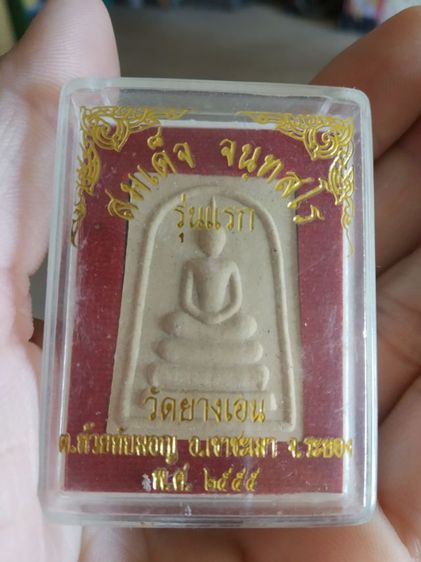 สมเด็จ จนฺทสโร
รุ่นแรก
วัดยางเอน
ต.ห้วยทับมอญ อ.เขาชะเมา จ.ระยอง
พ.ศ. ๒๕๕๕